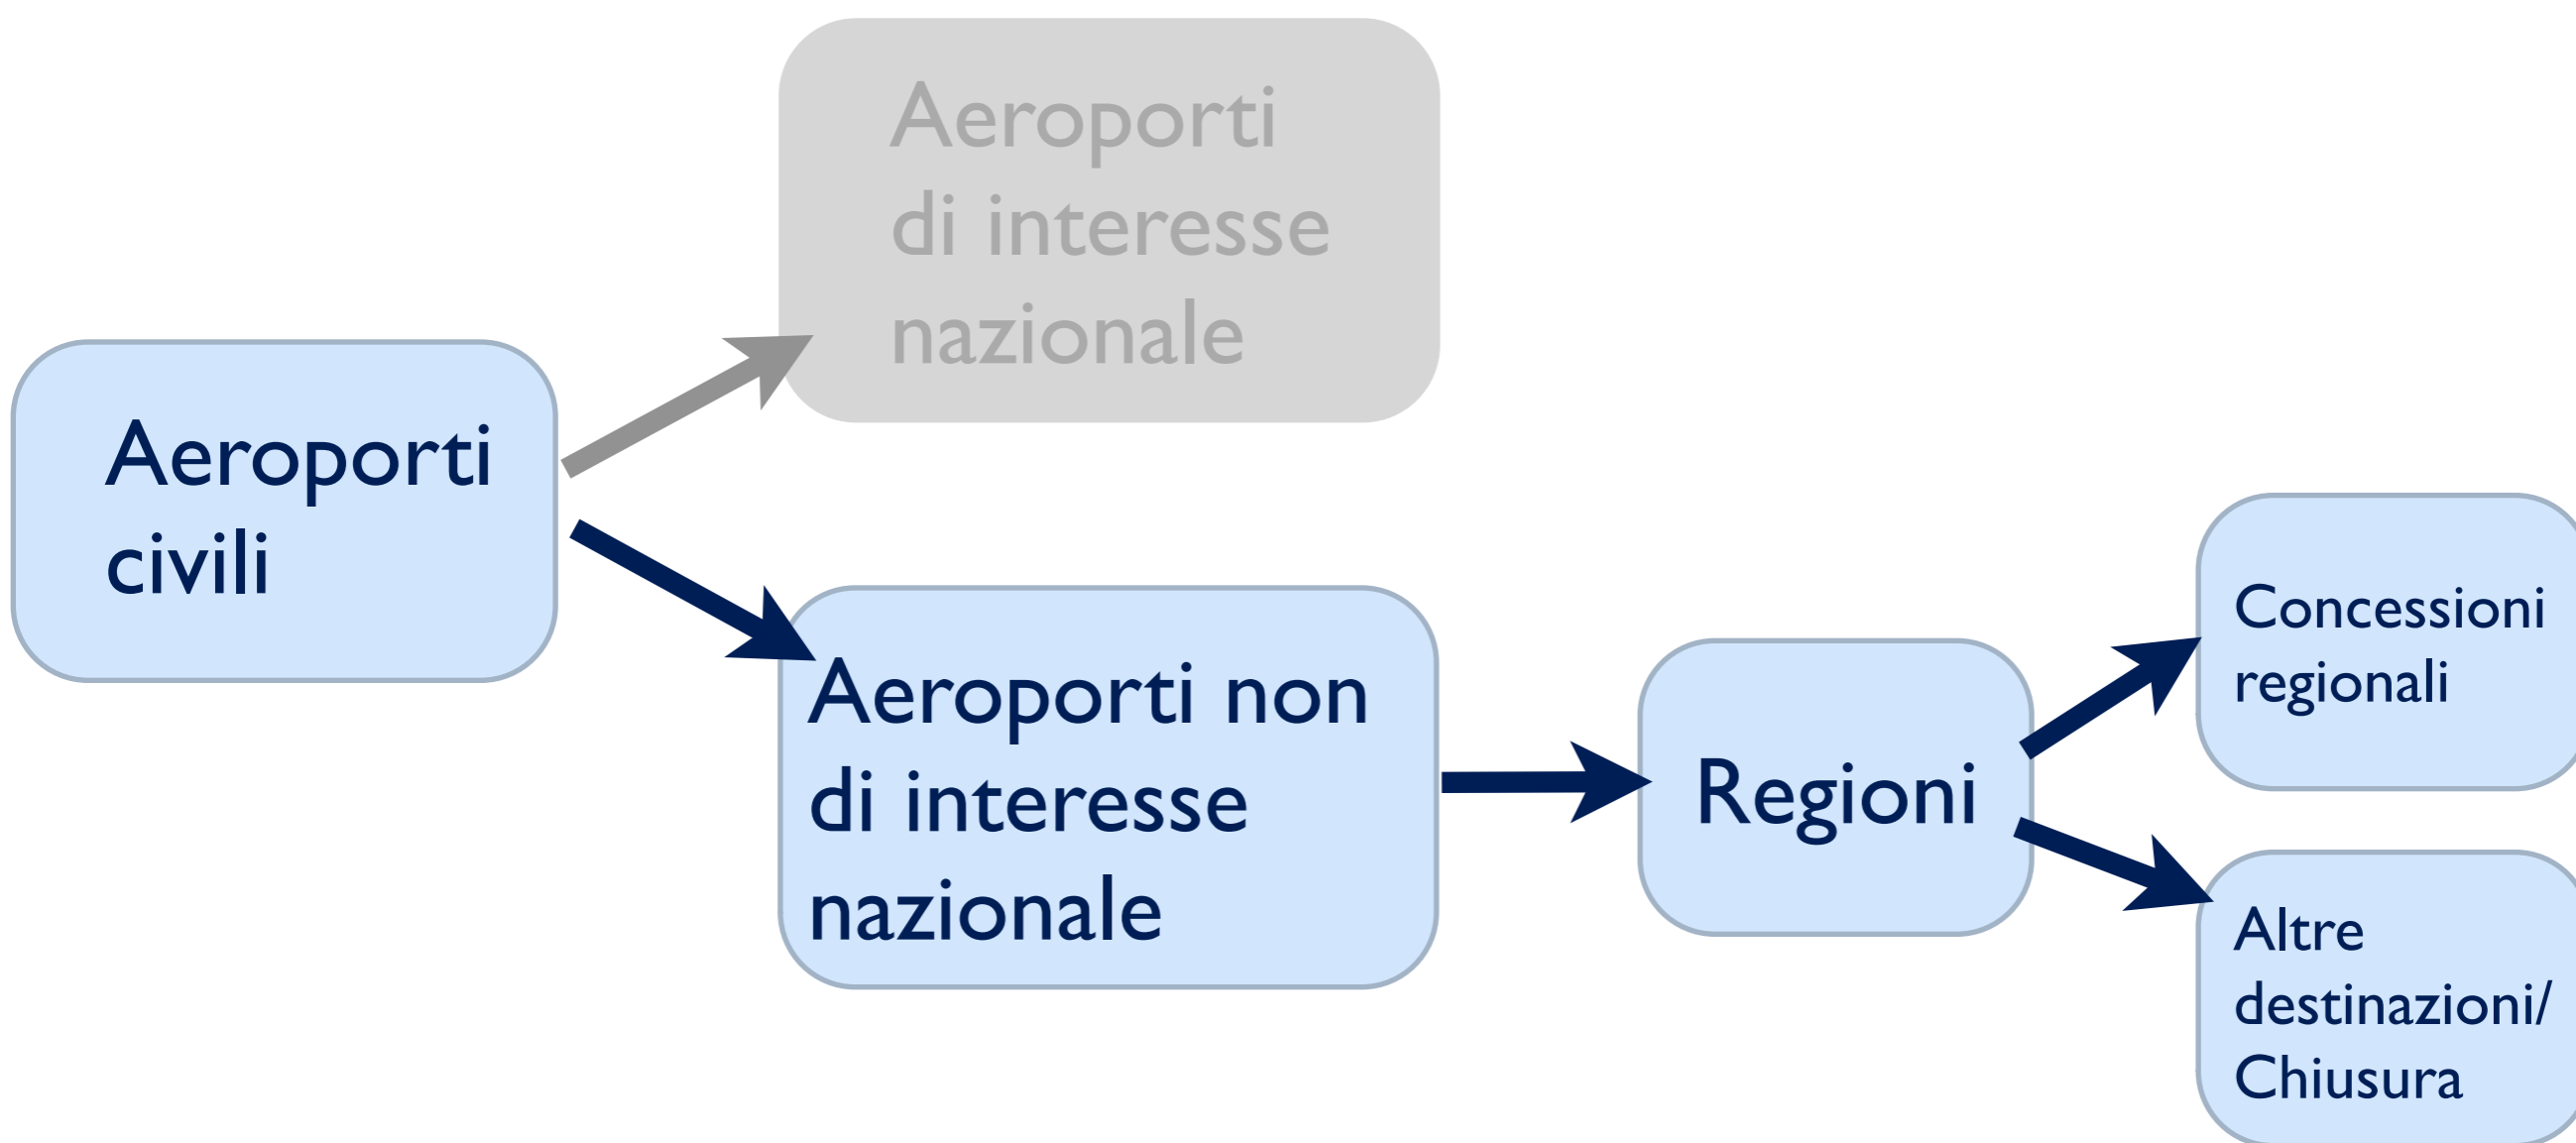 Aeroporti
di interesse
nazionale
Aeroporti
civili
Aeroporti non
di interesse
nazionale
Regioni
Concessioni
regionali
Altre
destinazioni/
Chiusura